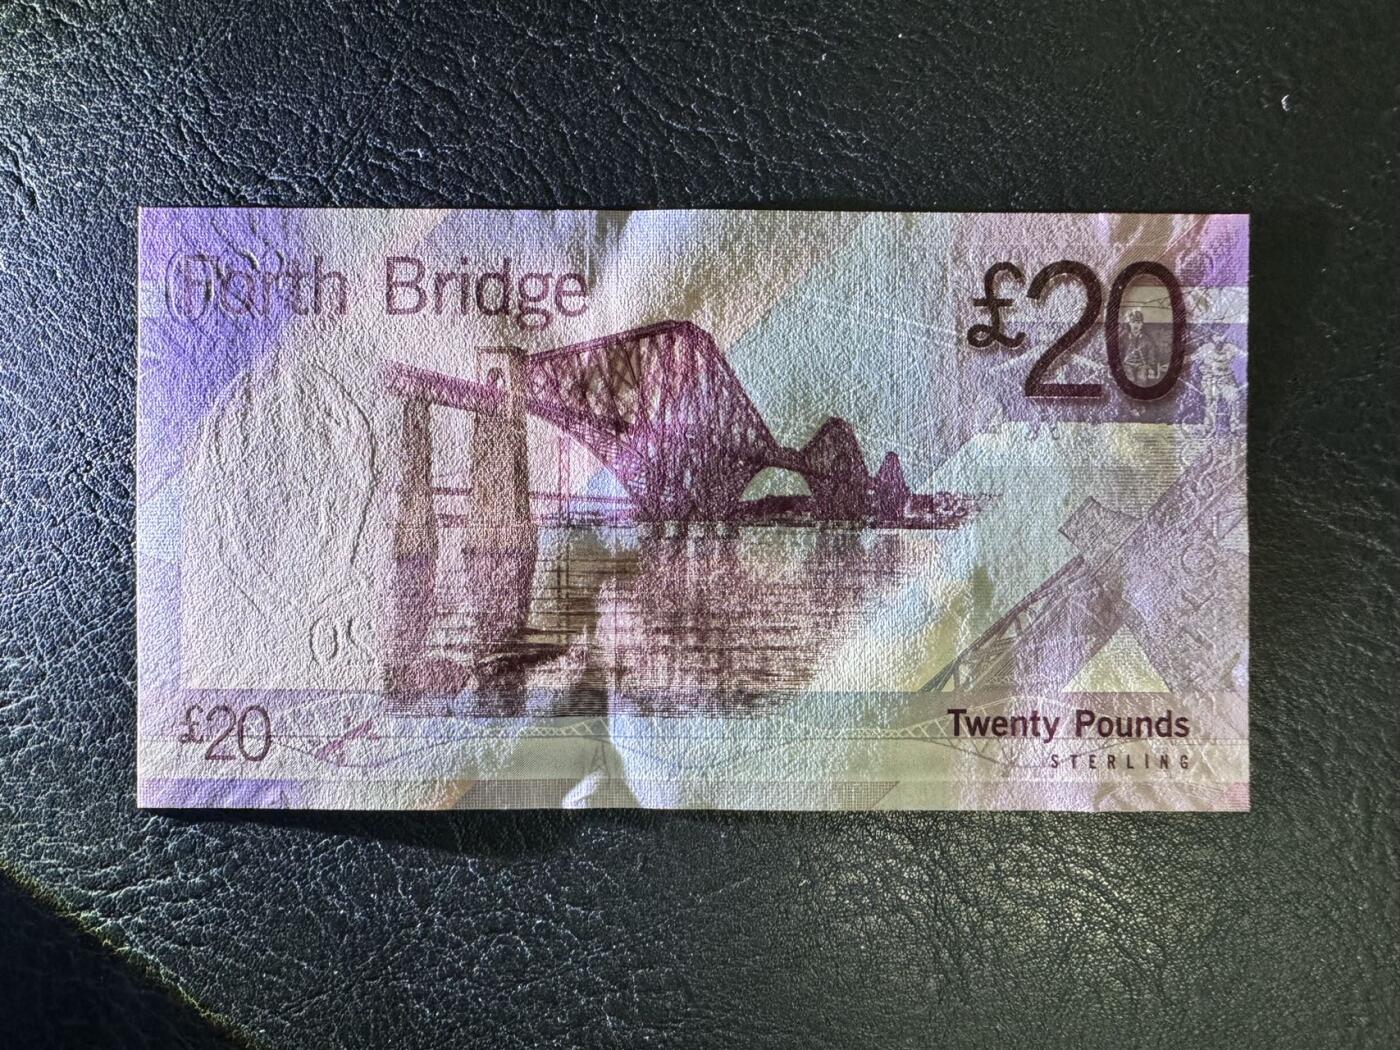 Forth Bridge
£20
£20
Twenty Pounds
STERLING